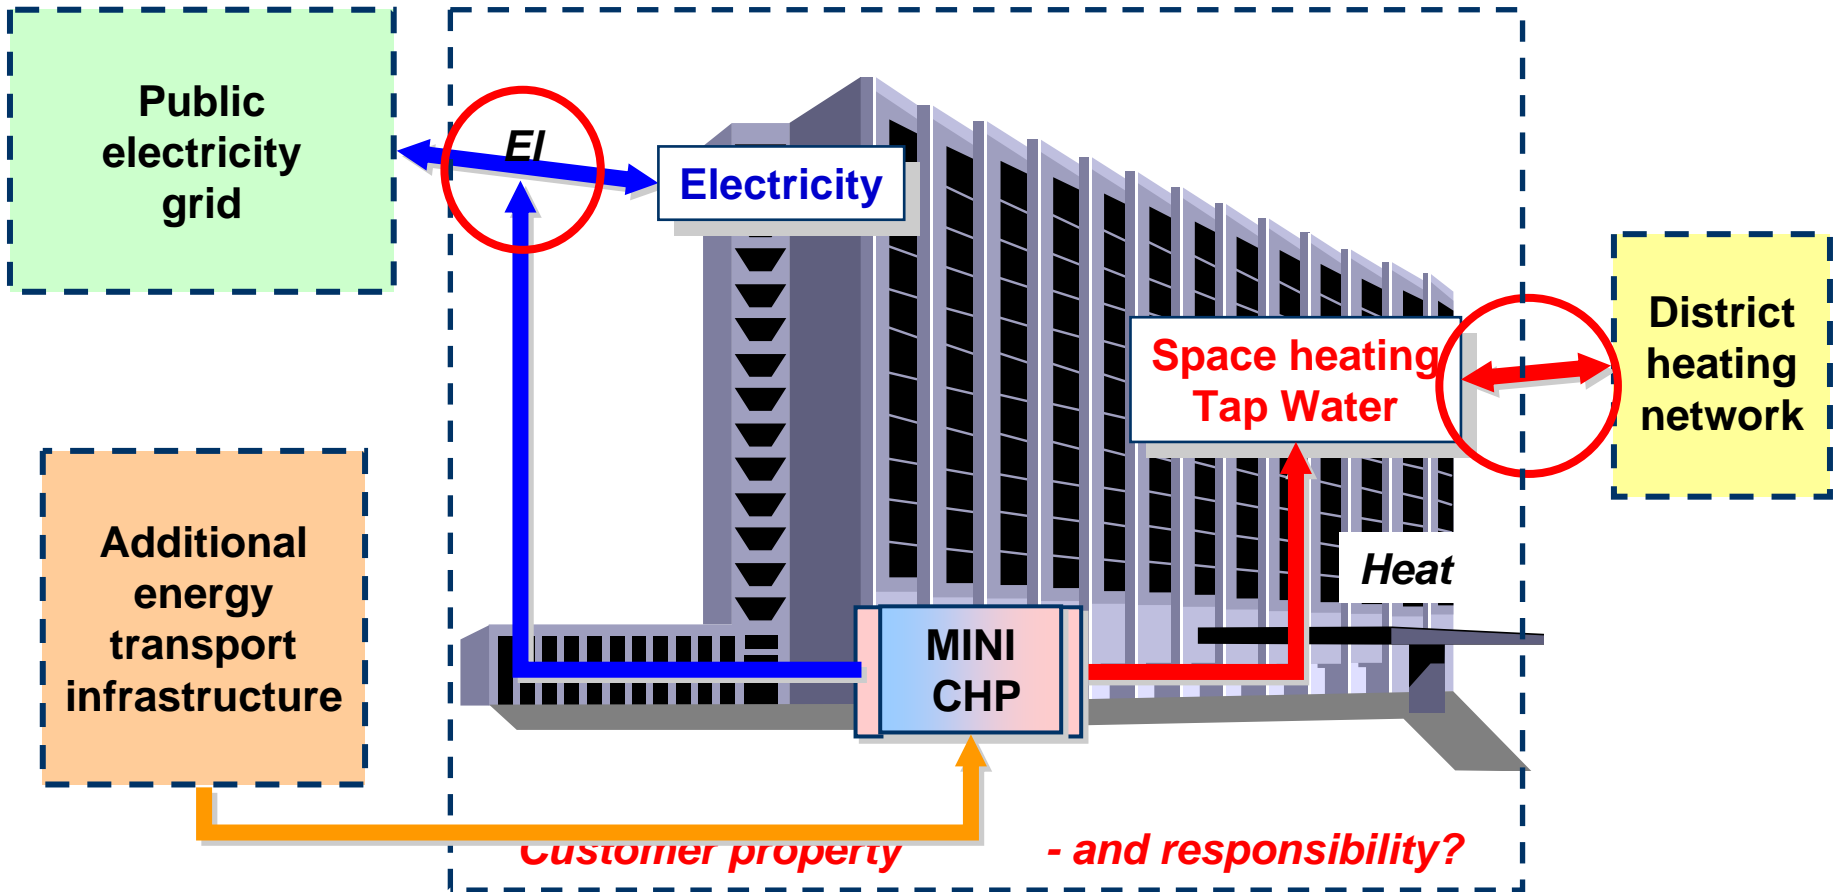 Public
electricity
grid
El
Electricity
District
heating
network
Space heating
Tap Water
Additional
energy
transport
infrastructure
Heat
MINI
CHP
Customer property
- and responsibility?